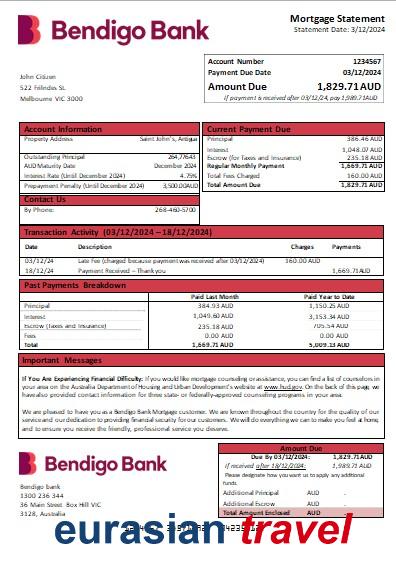 Bendigo Bank
Mortgage Statement
Statement Date: 3/12/2024
Account Number 1234567
Payment Due Date 03/12/2024
Amount Due 1,829.71AUD
If payment is received after 03/12/24, pay 1,989.71AUD
John Citizen
522 Flindes SL
Melbourne VIC 3000
Account Information
Property Address Saint John's, Antigua
Outstanding Principal 264,776.43
AUD Maturity Date December 2024
Interest Rate (Until December 2024) 4.75%
Prepayment Penalty (Until December 2024) 3,500.00AUD
Contact Us
By Phone: 268-460-5700
Current Payment Due
Principal 386.46 AUD
Interest 1,048.07 AUD
Escrow (for Taxes and Insurance) 235.18 AUD
Regular Monthly Payment 1,669.71 AUD
Total Fees Charged 160.00 AUD
Total Amount Due 1,829.71 AUD
Transaction Activity (03/12/2024 – 18/12/2024)
Date Description Charges Payments
03/12/24 Late Fee (charged because payment was received after 03/12/2024) 160.00 AUD
18/12/24 Payment Received – Thank you 1,669.71AUD
Past Payments Breakdown
Paid Last Month Paid Year to Date
Principal 384.93 AUD 1,150.25 AUD
Interest 1,049.60 AUD 3,153.34 AUD
Escrow (Taxes and Insurance) 235.18 AUD 705.54 AUD
Fees 0.00 AUD 0.00 AUD
Total 1,669.71 AUD 5,009.13 AUD
Important Messages
If You Are Experiencing Financial Difficulty: If you would like mortgage counseling or assistance, you can find a list of counselors in
your area on the Australia Department of Housing and Urban Development's website at www.hud.gov. On the back of this page, we
have also provided contact information for three state- or federally-approved counseling programs in your area.
We are pleased to have you as a Bendigo Bank Mortgage customer. We are known throughout the country for the quality of our
service and our dedication to providing financial security for our customers. We will do everything we can to make you feel at home,
and to ensure you receive the friendly, professional service you deserve.
Bendigo Bank
Bendigo bank
1300 236 344
36 Main Street Box Hill VIC
3128, Australia
Amount Due
Due By 03/12/2024: 1,829.71AUD
If received after 18/12/2024: 1,989.71 AUD
Please designate how you want us to apply any additional
funds.
Additional Principal AUD .
Additional Escrow AUD .
Total Amount Enclosed AUD .
eurasian travel